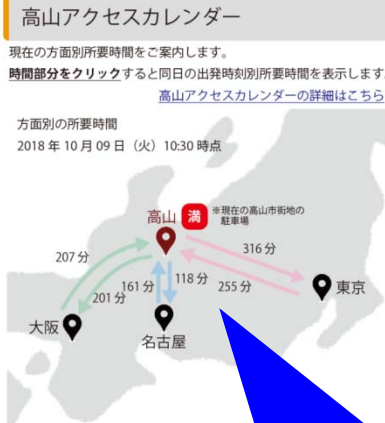 高山アクセスカレンダー
現在の方面別所要時間をご案内します。
時間部分をクリックすると同日の出発時刻別所要時間を表示します。
高山アクセスカレンダーの詳細はこちら
方面別の所要時間
2018年10月09日（火）10:30 時点
高山 満 ※現在の高山市街地の
駐車場
207分
316分
161分
118分
255分
201分
東京
大阪
名古屋